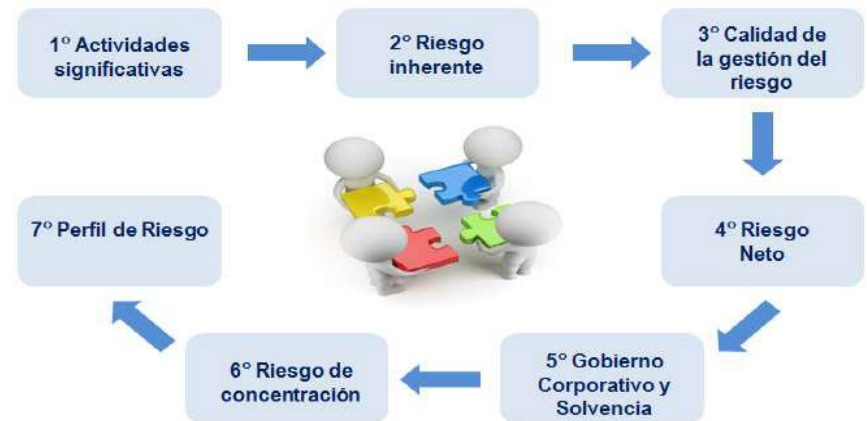 1º Actividades
significativas
2º Riesgo
inherente
3º Calidad de
la gestión del
riesgo
4º Riesgo
Neto
5º Gobierno
Corporativo y
Solvencia
6º Riesgo de
concentración
7º Perfil de Riesgo